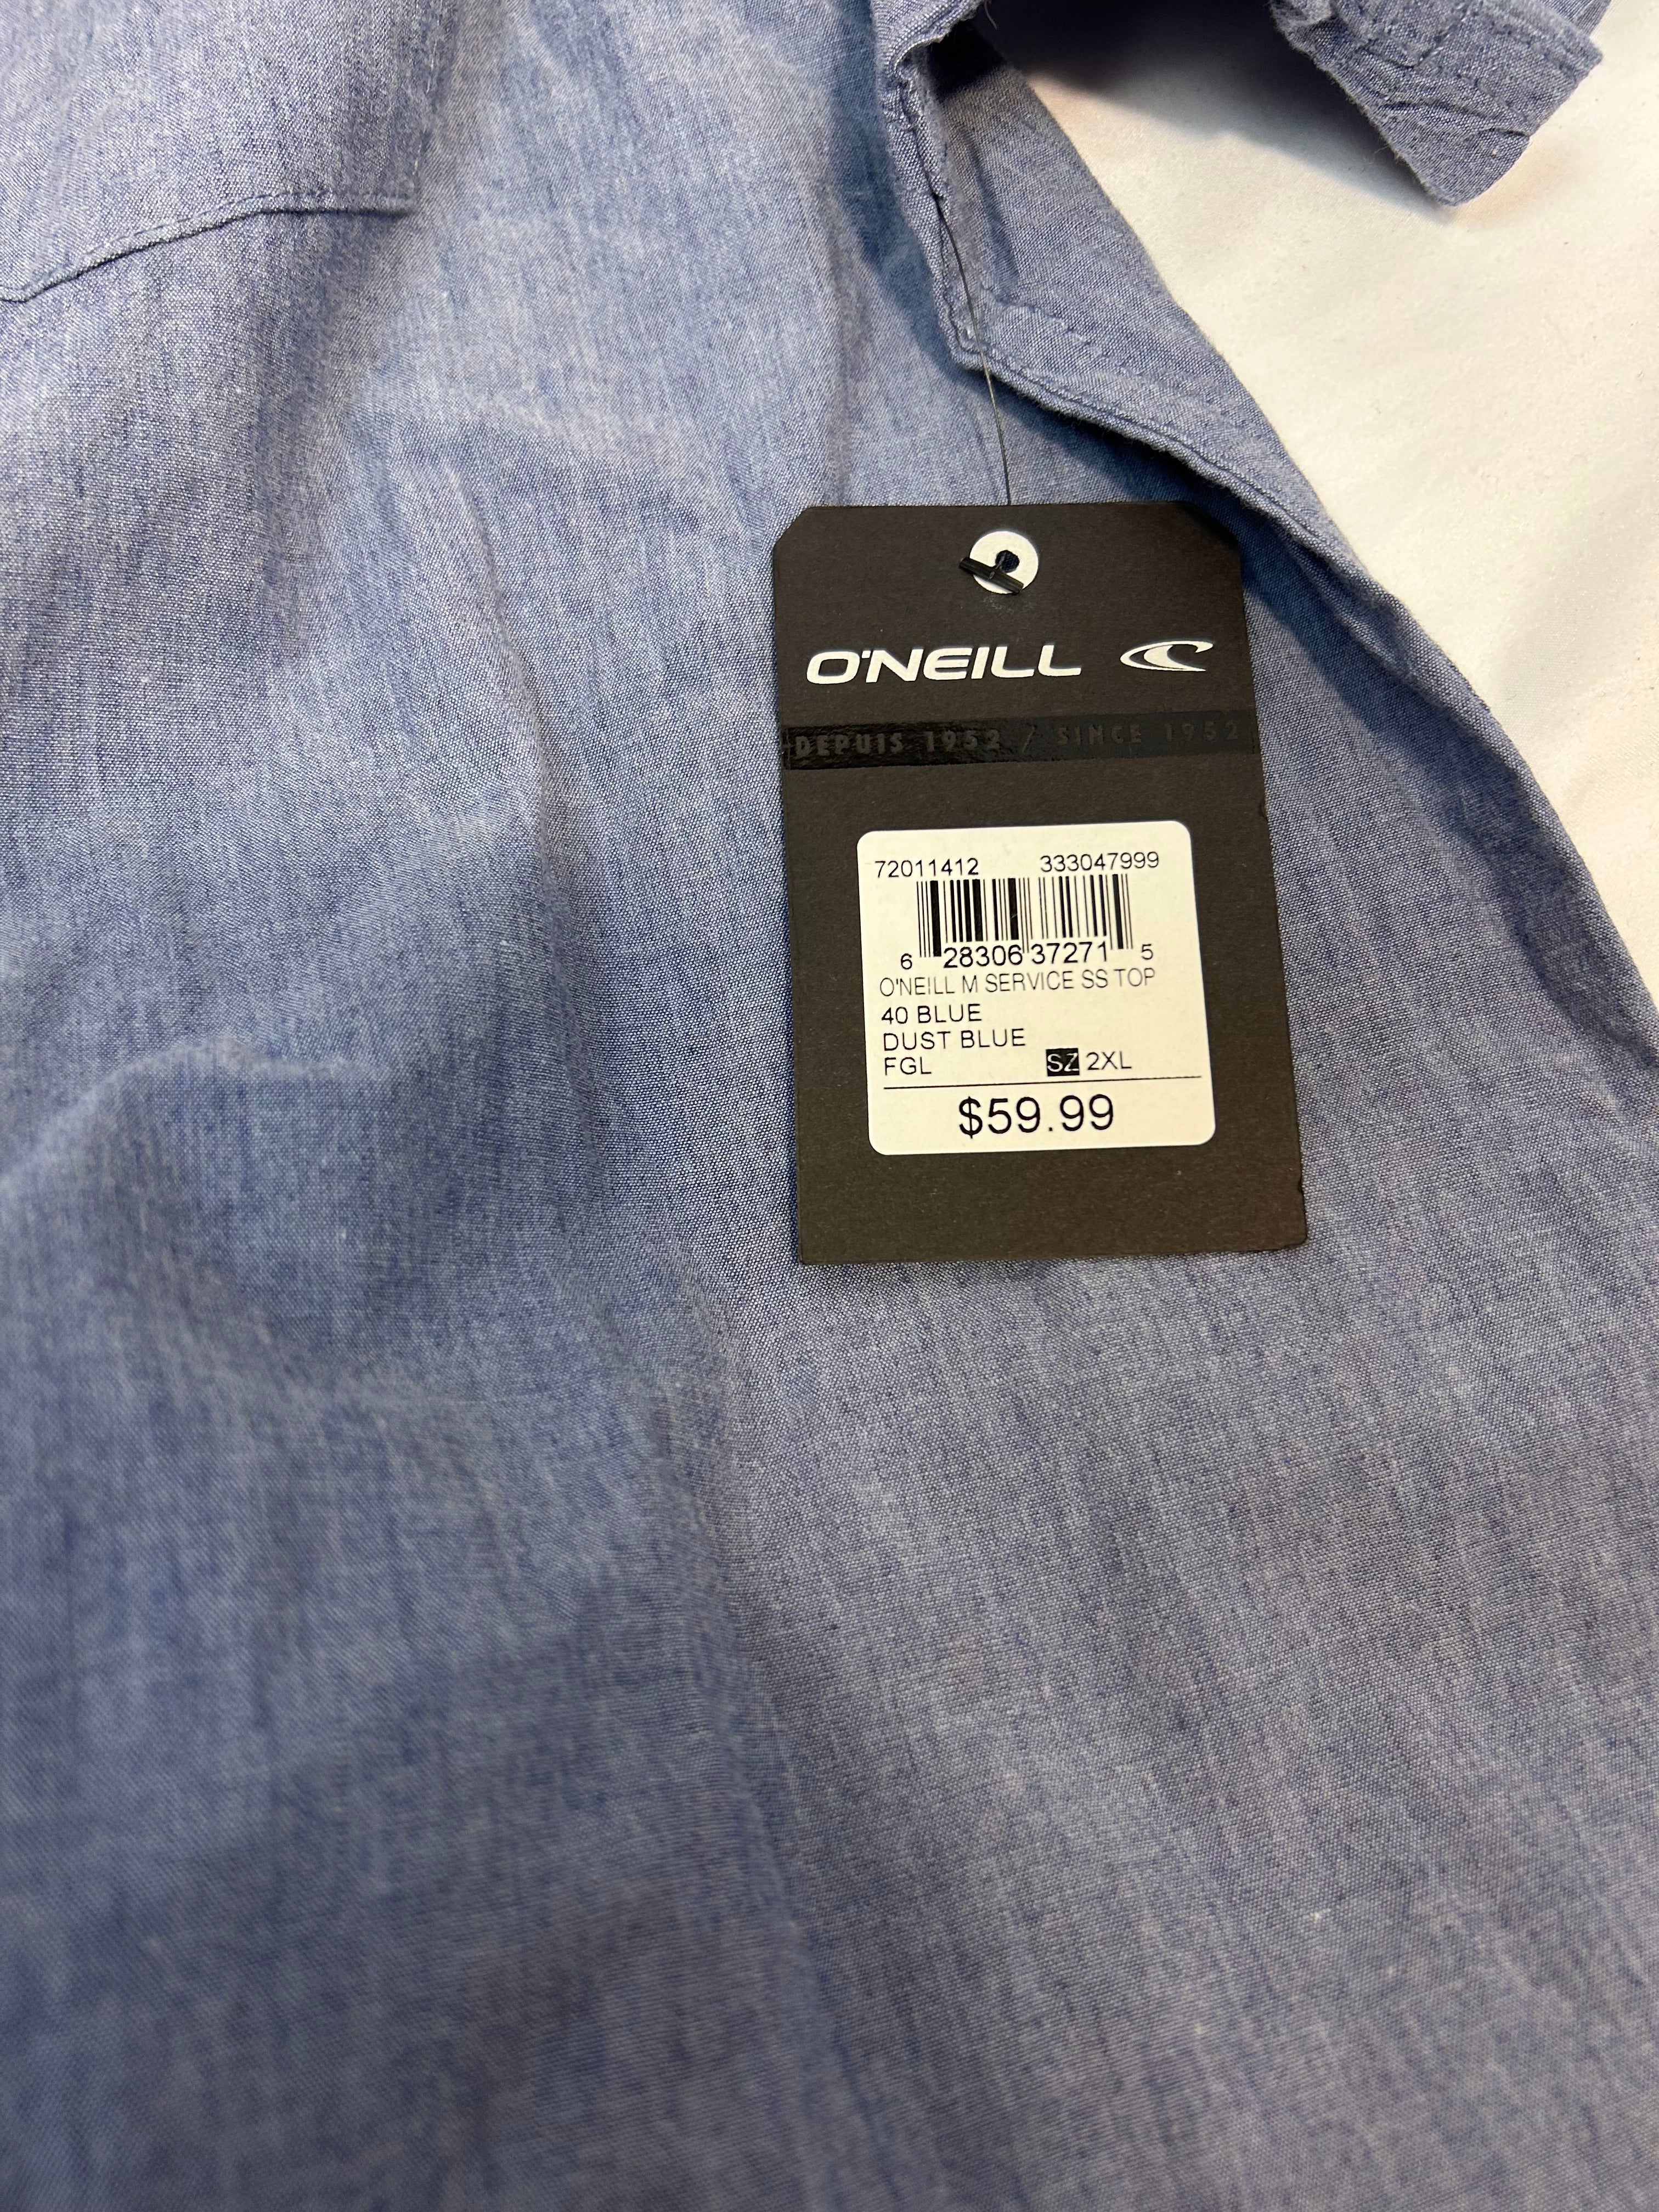 O'NEILL
DEPUIS 1952 / SINCE 1952
72011412 333047999
6 28306 37271 5
O'NEILL M SERVICE SS TOP
40 BLUE
DUST BLUE
FGL SZ 2XL
$59.99